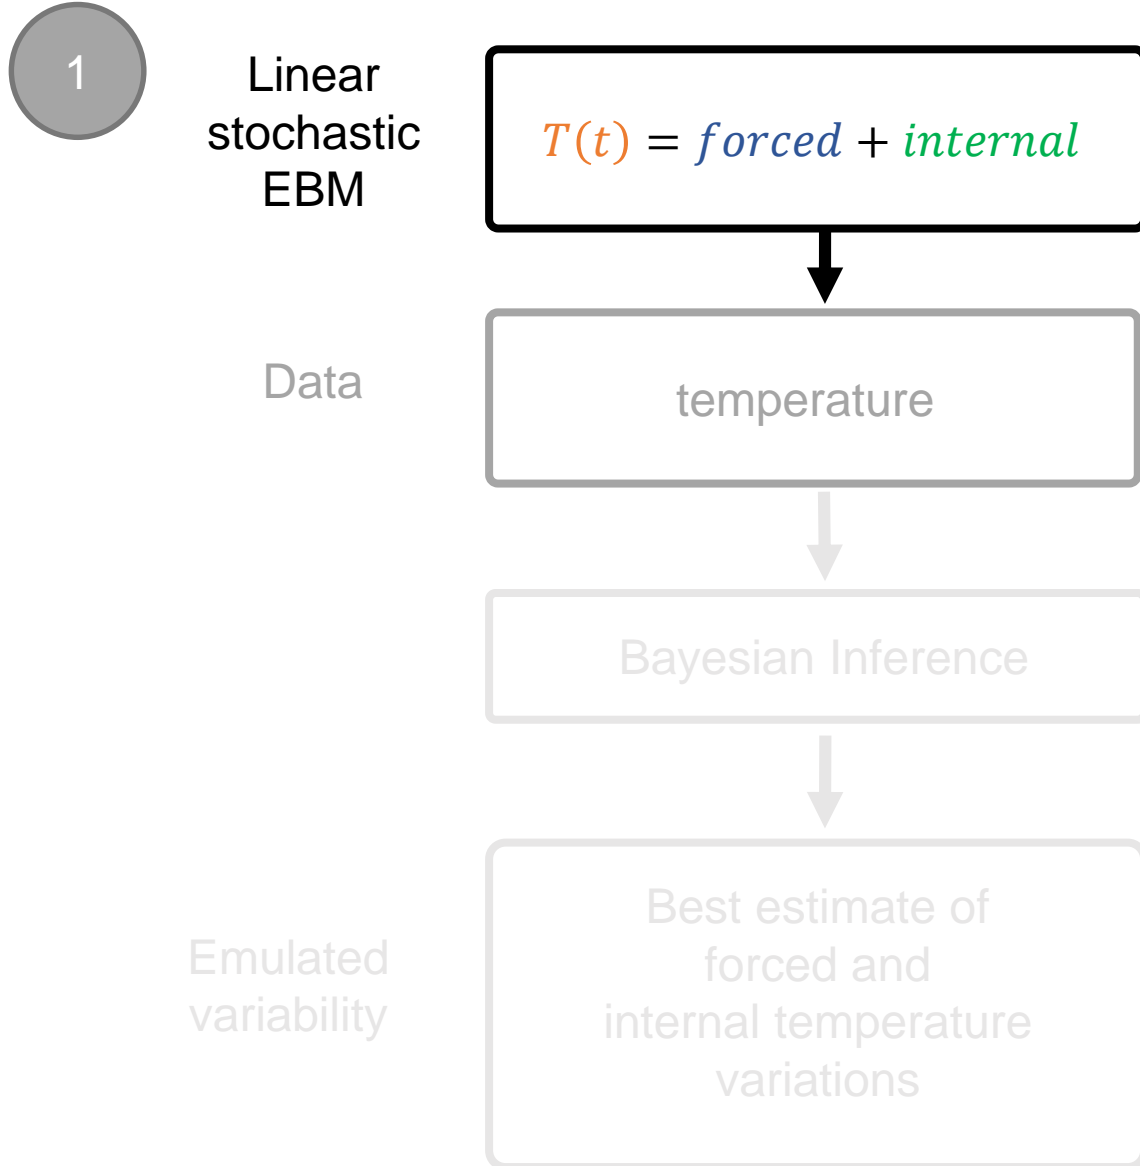 1
Linear
stochastic
EBM
T(t) = forced + internal
Data
temperature
Bayesian Inference
Emulated
variability
Best estimate of
forced and
internal temperature
variations